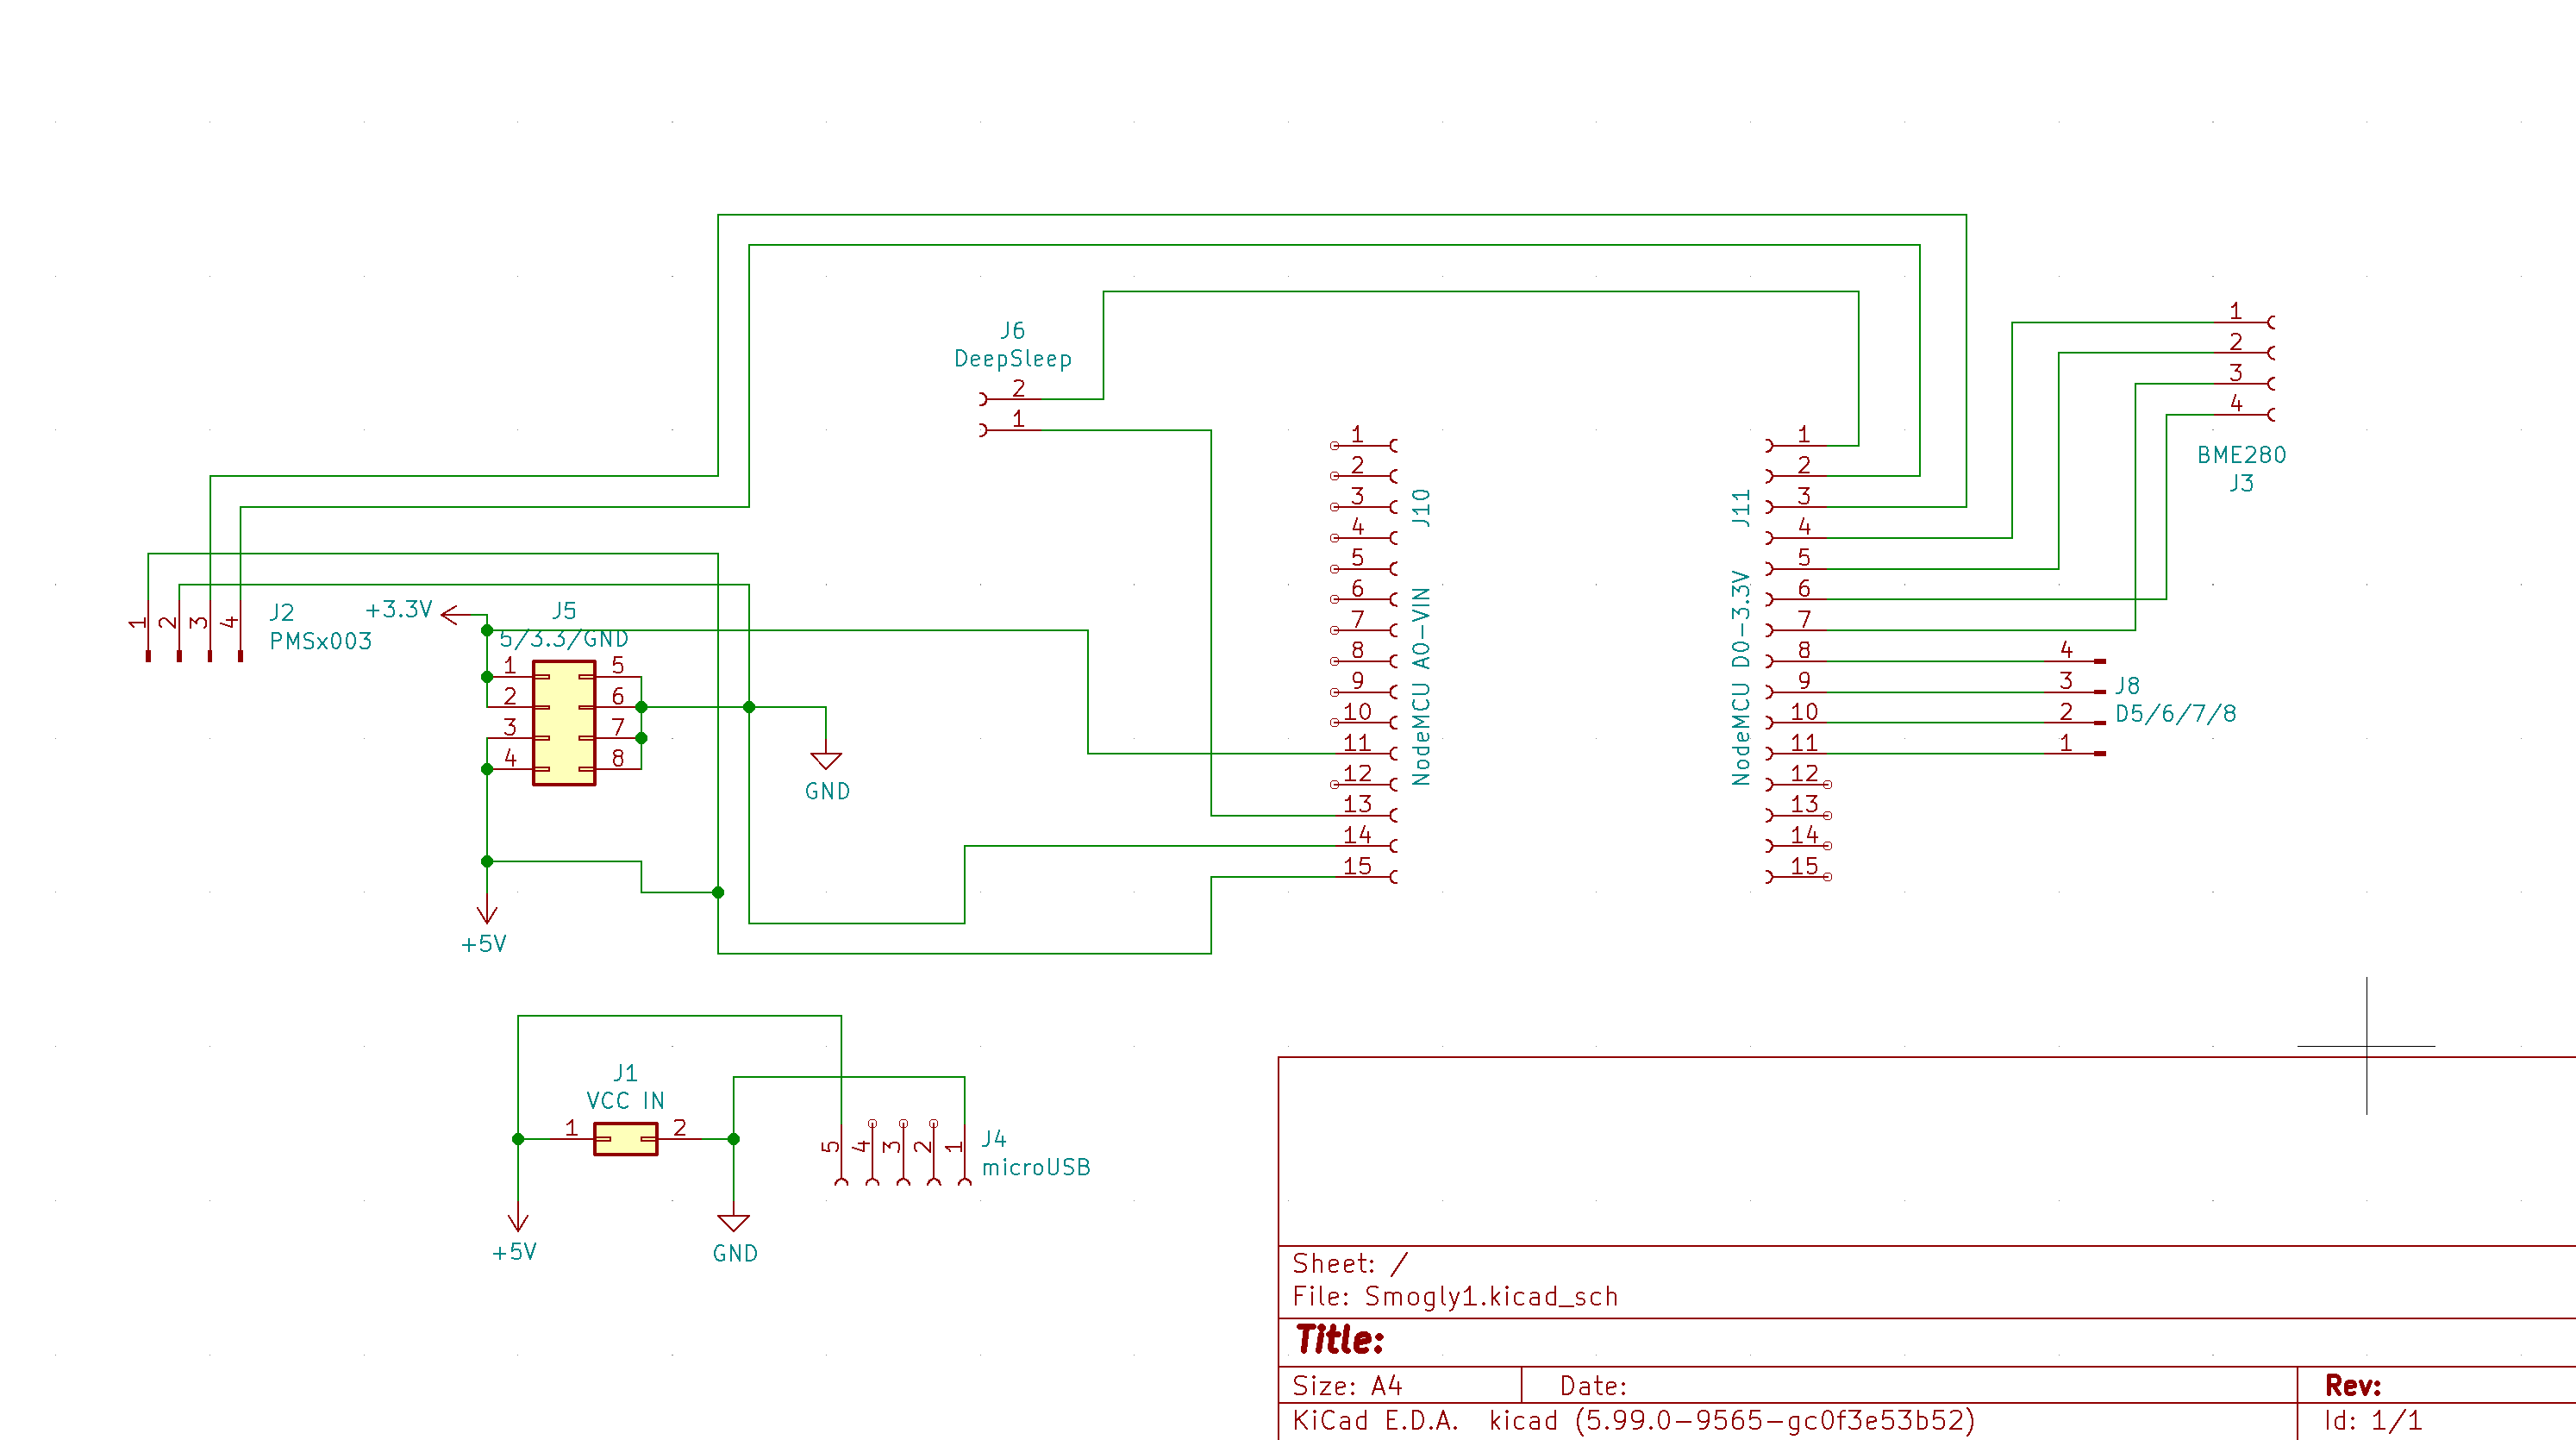 J6
DeepSleep
2
1
1
2
3
4
BME280
J3
1
2
3
4
5
6
7
8
9
10
11
12
13
14
15
J10
NodeMCU A0-VIN
J11
NodeMCU D0-3.3V
1
2
3
4
5
6
7
8
9
10
11
12
13
14
15
4
3
2
1
J8
D5/6/7/8
1
2
3
4
J2
PMSx003
+3.3V
J5
5/3.3/GND
1
2
3
4
5
6
7
8
GND
+5V
J1
VCC IN
1
2
5
4
3
2
1
J4
microUSB
+5V
GND
Sheet: /
File: Smogly1.kicad_sch
Title:
Size: A4
Date:
Rev:
KiCad E.D.A. kicad (5.99.0-9565-gc0f3e53b52)
Id: 1/1